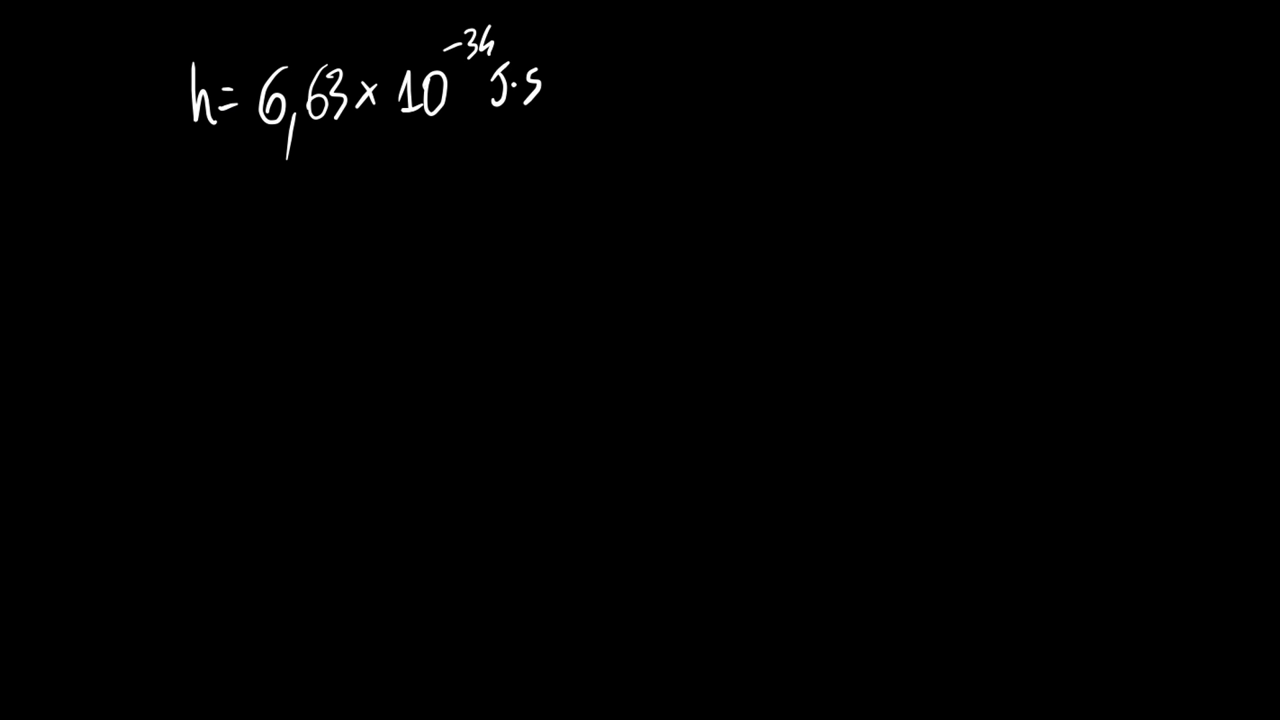 h = 6,63 × 10⁻³⁴ J·s